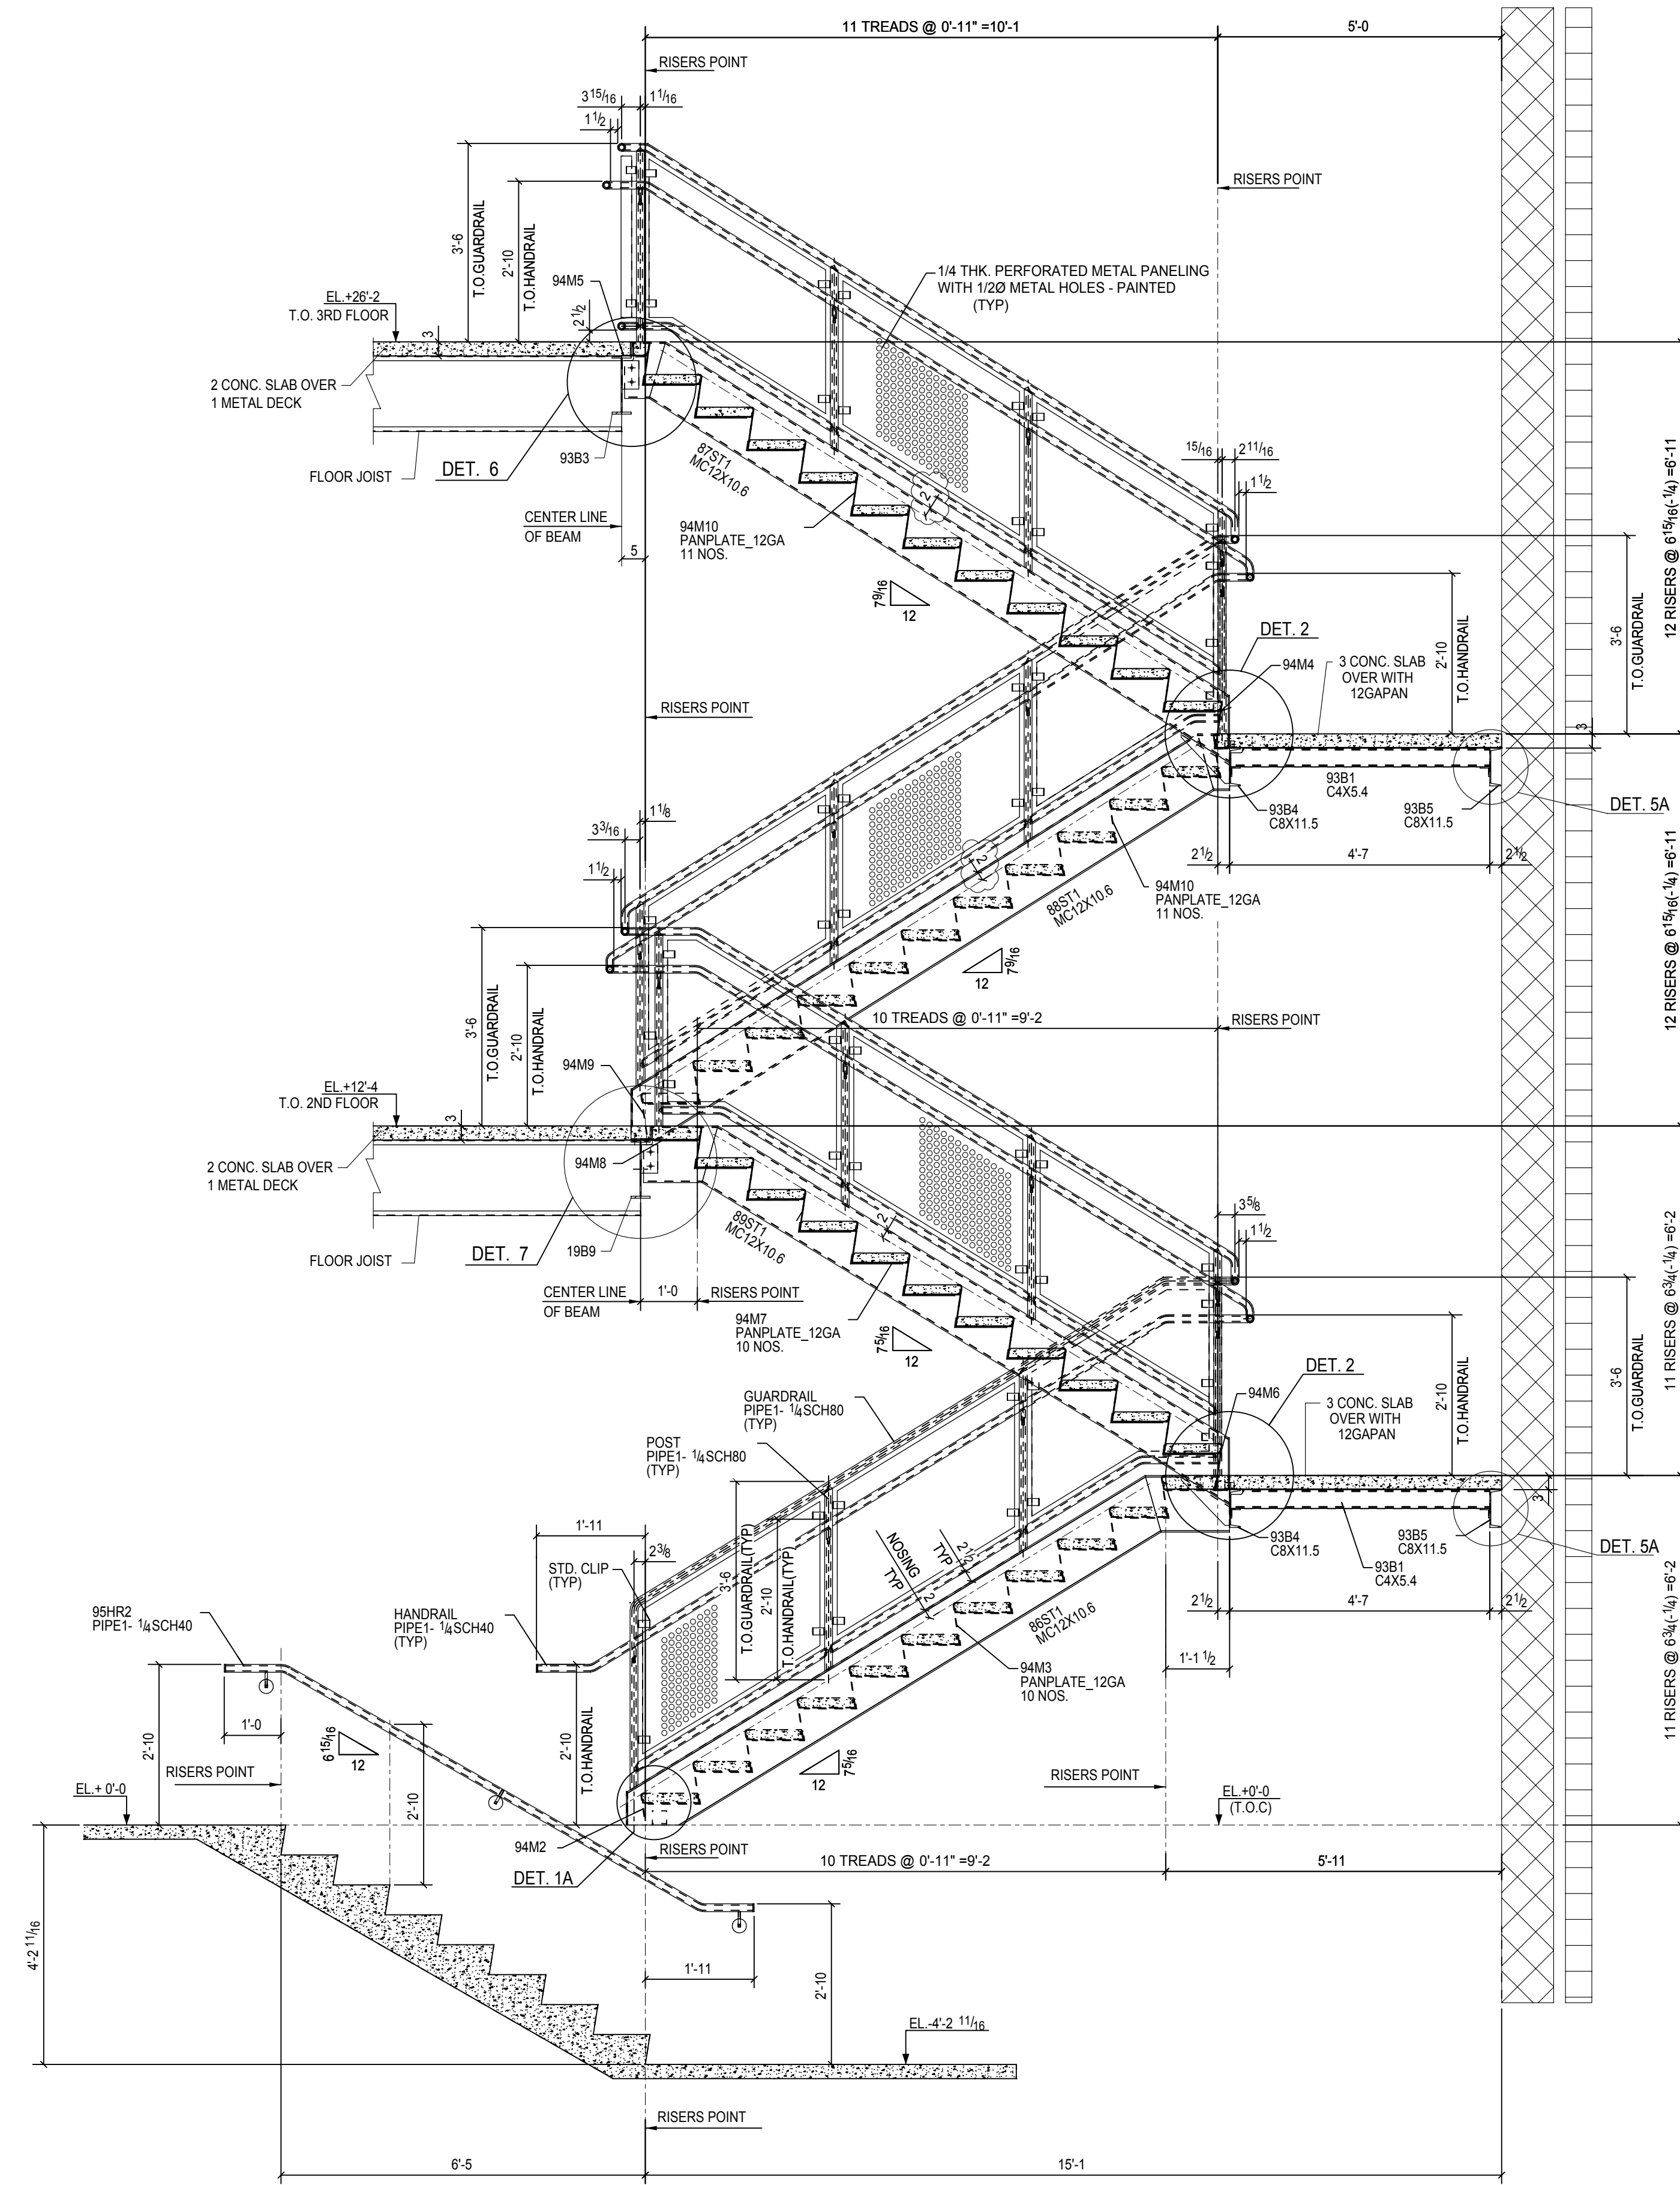 11 TREADS @ 0'-11" =10'-1
5'-0
RISERS POINT
3 15/16
1 1/16
1 1/2
RISERS POINT
3'-6
T.O.GUARDRAIL
2'-10
T.O.HANDRAIL
94M5
1/4 THK. PERFORATED METAL PANELING
WITH 1/2Ø METAL HOLES - PAINTED
(TYP)
EL.+26'-2
T.O. 3RD FLOOR
3
2 1/2
2 CONC. SLAB OVER
1 METAL DECK
FLOOR JOIST
DET. 6
93B3
87ST1
MC12X10.6
2
15/16
2 11/16
1 1/2
CENTER LINE
OF BEAM
5
94M10
PANPLATE_12GA
11 NOS.
7 9/16
12
12 RISERS @ 6 15/16(-1/4) =6'-11
3'-6
T.O.GUARDRAIL
2'-10
T.O.HANDRAIL
DET. 2
94M4
3 CONC. SLAB
OVER WITH
12GAPAN
RISERS POINT
3
93B1
C4X5.4
93B4
C8X11.5
93B5
C8X11.5
DET. 5A
2 1/2
4'-7
2 1/2
1 1/8
3 3/16
1 1/2
2
94M10
PANPLATE_12GA
11 NOS.
88ST1
MC12X10.6
12
7 9/16
12 RISERS @ 6 15/16(-1/4) =6'-11
3'-6
T.O.GUARDRAIL
2'-10
T.O.HANDRAIL
10 TREADS @ 0'-11" =9'-2
RISERS POINT
94M9
EL.+12'-4
T.O. 2ND FLOOR
3
94M8
2 CONC. SLAB OVER
1 METAL DECK
FLOOR JOIST
DET. 7
19B9
89ST1
MC12X10.6
2
3 5/8
1 1/2
CENTER LINE
OF BEAM
1'-0
RISERS POINT
94M7
PANPLATE_12GA
10 NOS.
7 5/16
12
11 RISERS @ 6 3/4(-1/4) =6'-2
3'-6
T.O.GUARDRAIL
2'-10
T.O.HANDRAIL
DET. 2
94M6
3 CONC. SLAB
OVER WITH
12GAPAN
GUARDRAIL
PIPE1- 1/4SCH80
(TYP)
POST
PIPE1- 1/4SCH80
(TYP)
3
93B4
C8X11.5
93B1
C4X5.4
93B5
C8X11.5
DET. 5A
2 1/2
4'-7
2 1/2
1'-1 1/2
1'-11
2 3/8
STD. CLIP
(TYP)
3'-6
T.O.GUARDRAIL(TYP)
2'-10
T.O.HANDRAIL(TYP)
NOSING
TYP
2
2 1/2
TYP
86ST1
MC12X10.6
94M3
PANPLATE_12GA
10 NOS.
11 RISERS @ 6 3/4(-1/4) =6'-2
95HR2
PIPE1- 1/4SCH40
HANDRAIL
PIPE1- 1/4SCH40
(TYP)
1'-0
2'-10
6 15/16
12
2'-10
2'-10
T.O.HANDRAIL
12
7 5/16
RISERS POINT
RISERS POINT
EL.+ 0'-0
EL.+0'-0
(T.O.C)
94M2
DET. 1A
RISERS POINT
10 TREADS @ 0'-11" =9'-2
5'-11
4'-2 11/16
1'-11
2'-10
EL.-4'-2 11/16
RISERS POINT
6'-5
15'-1